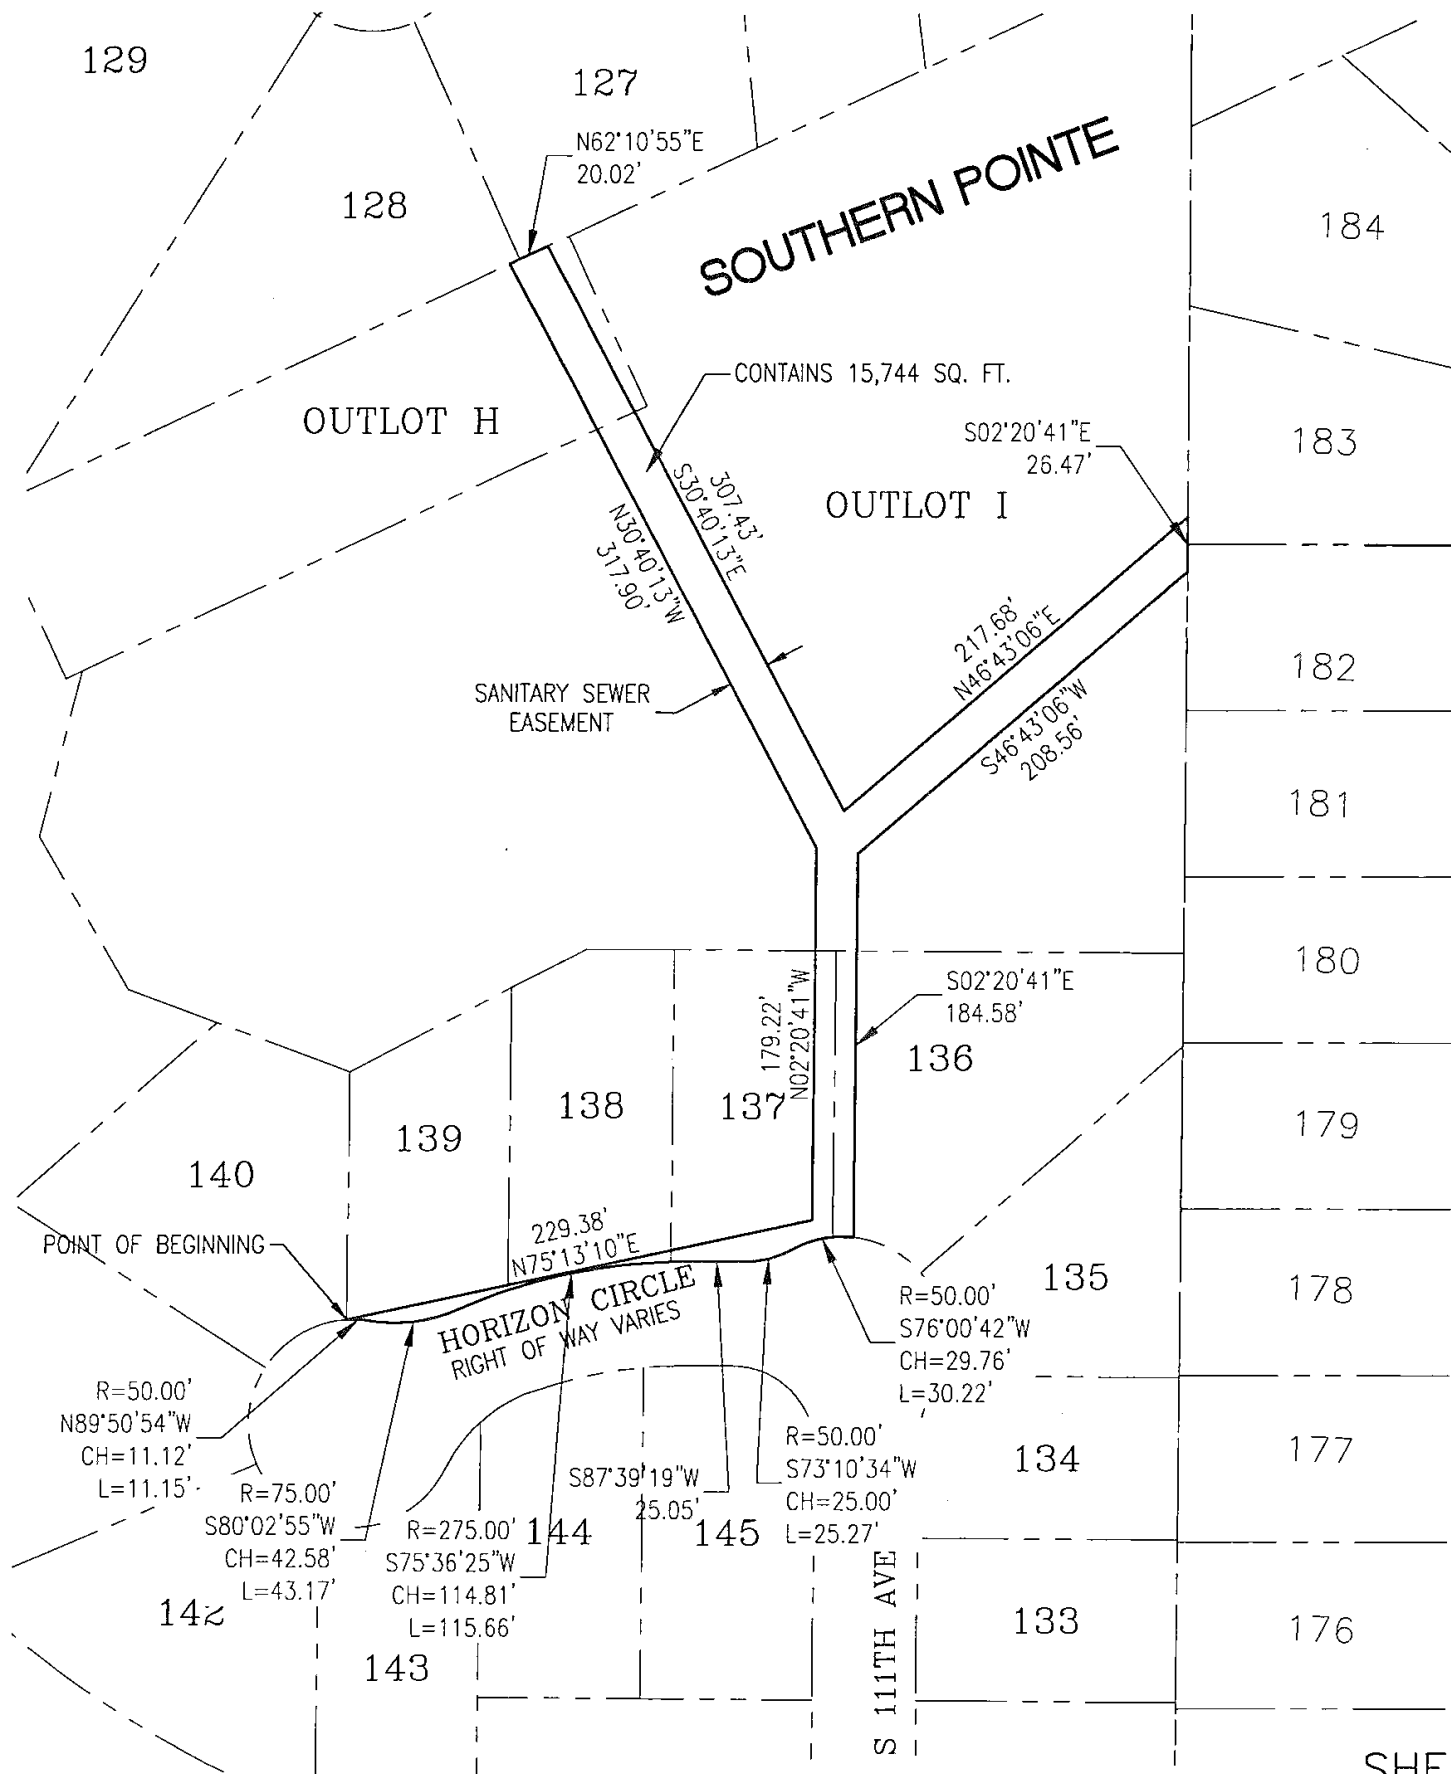 129
127
N62°10'55"E
20.02'
128
SOUTHERN POINTE
184
CONTAINS 15,744 SQ. FT.
OUTLOT H
S02°20'41"E
26.47'
183
OUTLOT I
307.43'
S30°40'13"E
N30°40'13"W
317.90'
217.68'
N46°43'06"E
182
SANITARY SEWER
EASEMENT
S46°43'06"W
208.56'
181
180
S02°20'41"E
184.58'
179.22'
N02°20'41"W
136
138
137
139
179
140
229.38'
N75°13'10"E
POINT OF BEGINNING
HORIZON CIRCLE
RIGHT OF WAY VARIES
135
178
R=50.00'
S76°00'42"W
CH=29.76'
L=30.22'
R=50.00'
N89°50'54"W
CH=11.12'
L=11.15'
R=50.00'
S73°10'34"W
CH=25.00'
L=25.27'
134
177
S87°39'19"W
25.05'
R=75.00'
S80°02'55"W
CH=42.58'
L=43.17'
R=275.00'
S75°36'25"W
CH=114.81'
L=115.66'
144
145
142
143
S 111TH AVE
133
176